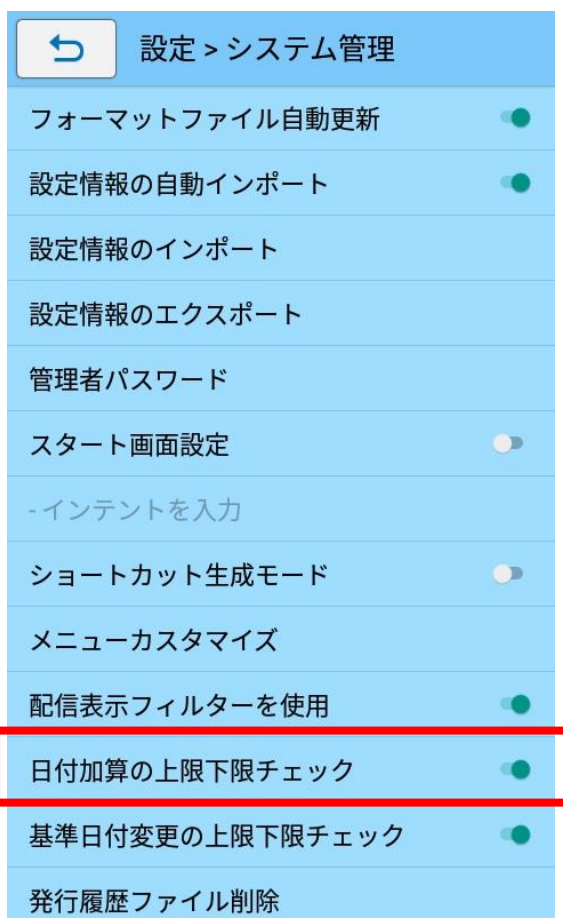 設定 > システム管理
フォーマットファイル自動更新
設定情報の自動インポート
設定情報のインポート
設定情報のエクスポート
管理者パスワード
スタート画面設定
- インテントを入力
ショートカット生成モード
メニューカスタマイズ
配信表示フィルターを使用
日付加算の上限下限チェック
基準日付変更の上限下限チェック
発行履歴ファイル削除